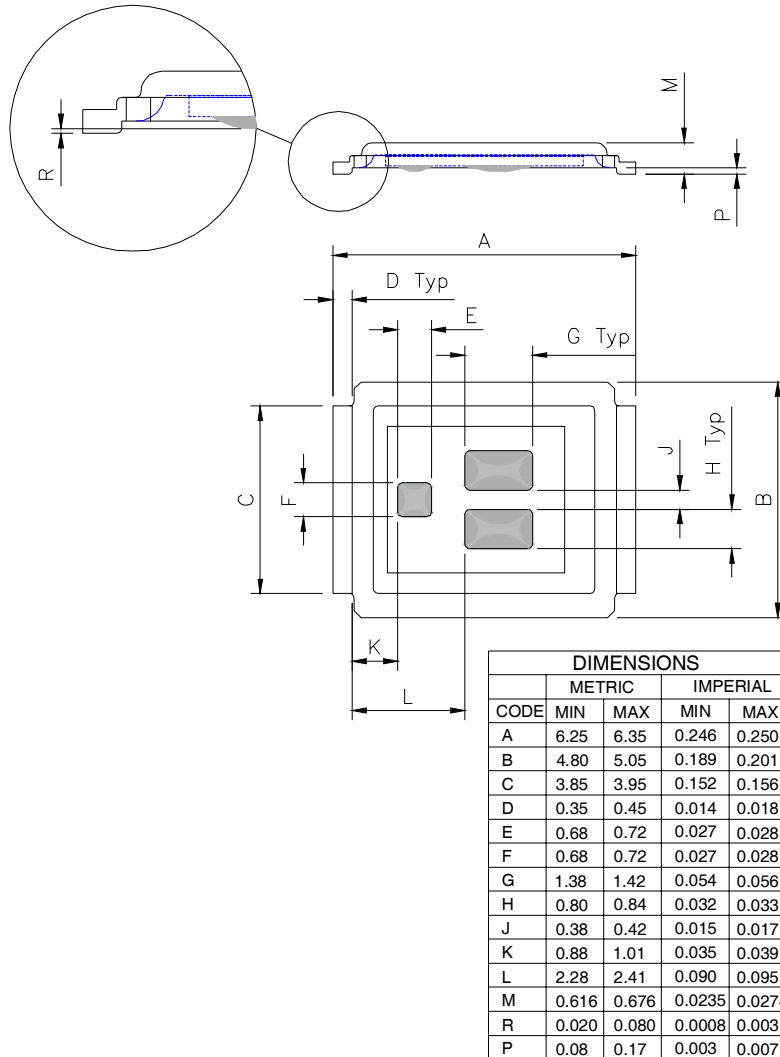 R
M
P
A
D Typ
E
G Typ
C
F
J
H Typ
B
K
L
DIMENSIONS
METRIC IMPERIAL
CODE MIN MAX MIN MAX
A 6.25 6.35 0.246 0.250
B 4.80 5.05 0.189 0.201
C 3.85 3.95 0.152 0.156
D 0.35 0.45 0.014 0.018
E 0.68 0.72 0.027 0.028
F 0.68 0.72 0.027 0.028
G 1.38 1.42 0.054 0.056
H 0.80 0.84 0.032 0.033
J 0.38 0.42 0.015 0.017
K 0.88 1.01 0.035 0.039
L 2.28 2.41 0.090 0.095
M 0.616 0.676 0.0235
R 0.020 0.080 0.0008 0.003
P 0.08 0.17 0.003 0.007